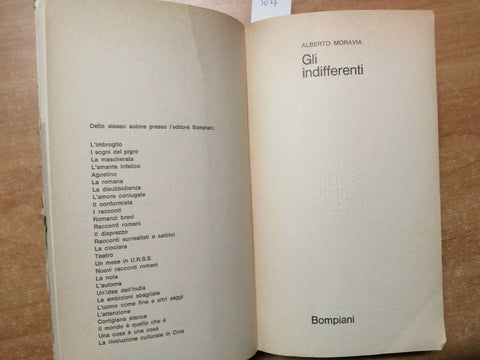 Dello stesso autore presso l'editore Bompiani:
L'imbroglio
I sogni del pigro
La mascherata
L'amante infelice
Agostino
La romana
La disubbidienza
L'amore coniugale
Il conformista
I racconti
Romanzi brevi
Racconti romani
Il disprezzo
Racconti surrealisti e satirici
La ciociara
Teatro
Un mese in U.R.S.S.
Nuovi racconti romani
La noia
L'automa
Un'idea dell'India
Le ambizioni sbagliate
L'uomo come fine e altri saggi
L'attenzione
Cortigiana stanca
Il mondo è quello che è
Una cosa è una cosa
La rivoluzione culturale in Cina
ALBERTO MORAVIA
Gli
indifferenti
Bompiani